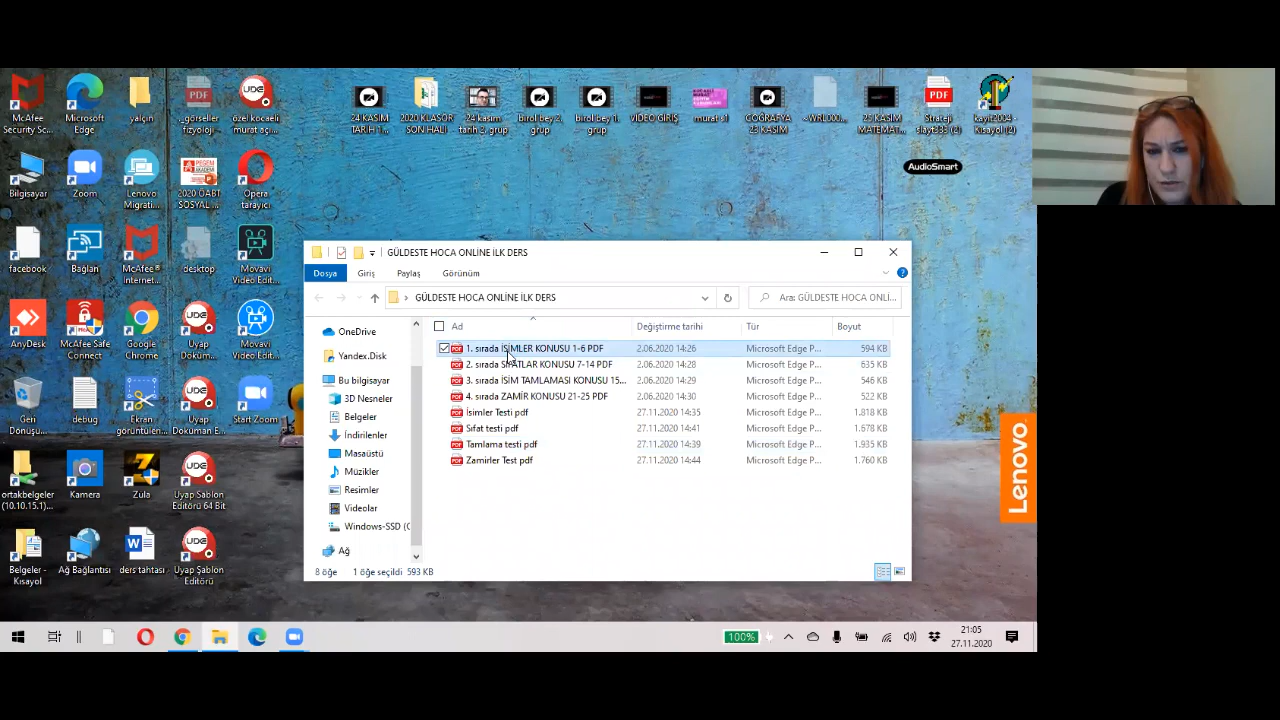 McAfee Security Sc...
Microsoft Edge
yalçın
PDF
_görseller fizyoloji
UDE
özel kocaeli murat açı...
24 KASIM TARİH 1...
2020 KLASÖR SON HALİ
24 kasım tarih 2, grup
birol bey 2, grup
birol bey 1, grup
VİDEO GİRİŞ
murat s1
COĞRAFYA 23 KASIM
~WRL000...
25 KASIM MATEMAT...
PDF
Strateji slayt333 (2)
kayit2004 - Kısayol (2)
AudioSmart
Bilgisayar
Zoom
Lenovo Migrati...
PEGEM AKADEMİ
2020 ÖABT SOSYAL ...
Opera tarayıcı
facebook
Bağlan
McAfee® Internet...
desktop
Movavi Video Edit...
AnyDesk
McAfee Safe Connect
Google Chrome
UDE
Uyap Doküm...
Movavi Video Edit...
Geri Dönüşü...
debug
Ekran görüntülen...
UDE
Uyap Doküman E...
Start Zoom
ortakbelgeler (10.10.15.1)...
Kamera
Zula
UDE
Uyap Şablon Editörü 64 Bit
Belgeler - Kısayol
Ağ Bağlantısı
ders tahtası
UDE
Uyap Şablon Editörü
GÜLDESTE HOCA ONLİNE İLK DERS
Dosya Giriş Paylaş Görünüm
GÜLDESTE HOCA ONLİNE İLK DERS
Ara: GÜLDESTE HOCA ONLİ...
OneDrive
Yandex.Disk
Bu bilgisayar
3D Nesneler
Belgeler
İndirilenler
Masaüstü
Müzikler
Resimler
Videolar
Windows-SSD (C
Ağ
Ad Değiştirme tarihi Tür Boyut
1. sırada İSİMLER KONUSU 1-6 PDF 2.06.2020 14:26 Microsoft Edge P... 594 KB
2. sırada SIFATLAR KONUSU 7-14 PDF 2.06.2020 14:28 Microsoft Edge P... 635 KB
3. sırada İSİM TAMLAMASI KONUSU 15... 2.06.2020 14:29 Microsoft Edge P... 546 KB
4. sırada ZAMİR KONUSU 21-25 PDF 2.06.2020 14:30 Microsoft Edge P... 522 KB
İsimler Testi pdf 27.11.2020 14:35 Microsoft Edge P... 1.818 KB
Sıfat testi pdf 27.11.2020 14:41 Microsoft Edge P... 1.678 KB
Tamlama testi pdf 27.11.2020 14:39 Microsoft Edge P... 1.935 KB
Zamirler Test pdf 27.11.2020 14:44 Microsoft Edge P... 1.760 KB
8 öğe 1 öğe seçildi 593 KB
Lenovo
100%
21:05
27.11.2020